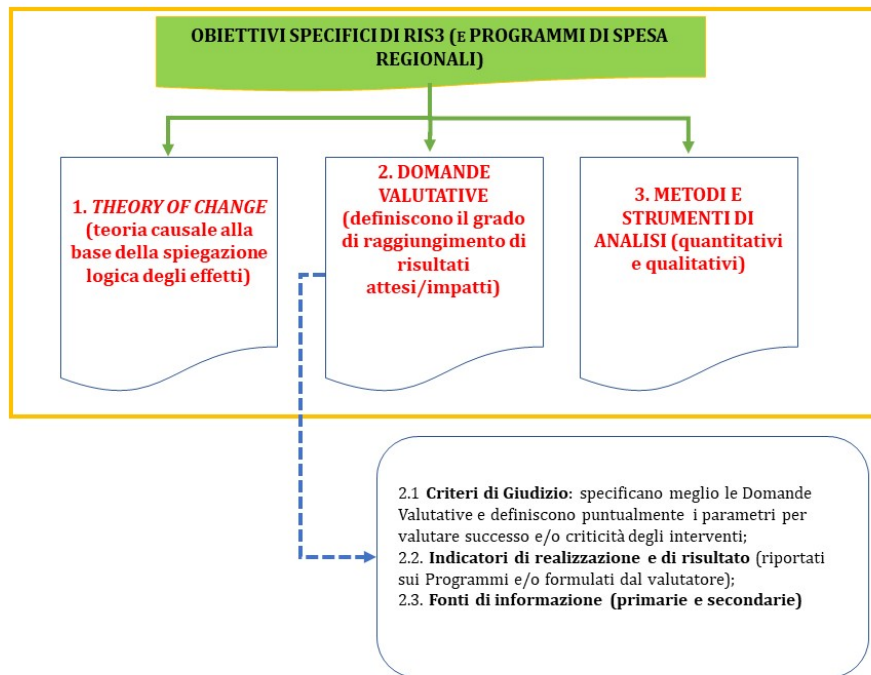 OBIETTIVI SPECIFICI DI RIS3 (E PROGRAMMI DI SPESA
REGIONALI)
1. THEORY OF CHANGE
(teoria causale alla
base della spiegazione
logica degli effetti)
2. DOMANDE
VALUTATIVE
(definiscono il grado
di raggiungimento di
risultati
attesi/impatti)
3. METODI E
STRUMENTI DI
ANALISI (quantitativi
e qualitativi)
2.1 Criteri di Giudizio: specificano meglio le Domande
Valutative e definiscono puntualmente i parametri per
valutare successo e/o criticità degli interventi;
2.2. Indicatori di realizzazione e di risultato (riportati
sui Programmi e/o formulati dal valutatore);
2.3. Fonti di informazione (primarie e secondarie)